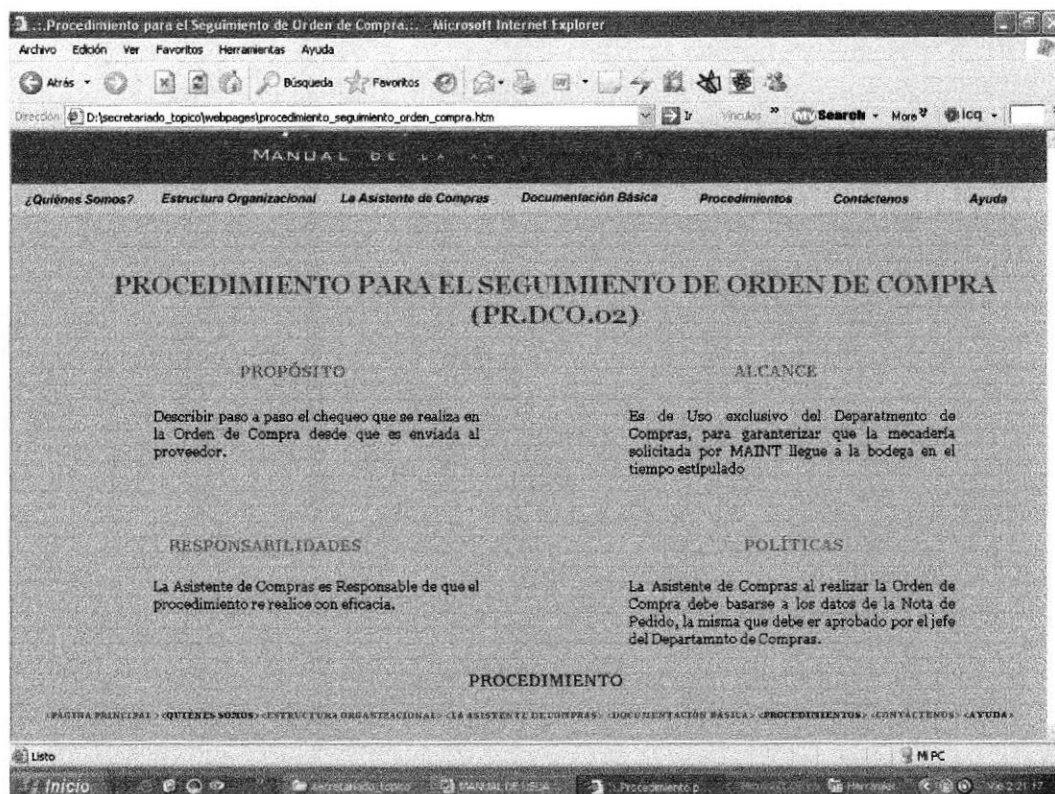 .:.:Procedimiento para el Seguimiento de Orden de Compra:.:. - Microsoft Internet Explorer
Archivo Edición Ver Favoritos Herramientas Ayuda
Atrás Búsqueda Favoritos
Dirección D:\secretariado_topico\webpages\procedimiento_seguimiento_orden_compra.htm Ir Vínculos » Search More » icq
MANUAL DE LA
¿Quiénes Somos? Estructura Organizacional La Asistente de Compras Documentación Básica Procedimientos Contáctenos Ayuda
PROCEDIMIENTO PARA EL SEGUIMIENTO DE ORDEN DE COMPRA
(PR.DCO.02)
PROPÓSITO
Describir paso a paso el chequeo que se realiza en
la Orden de Compra desde que es enviada al
proveedor.
ALCANCE
Es de Uso exclusivo del Deparatmento de
Compras, para garanterizar que la mecadería
solicitada por MAINT llegue a la bodega en el
tiempo estipulado
RESPONSABILIDADES
La Asistente de Compras es Responsable de que el
procedimiento re realice con eficacia.
POLÍTICAS
La Asistente de Compras al realizar la Orden de
Compra debe basarse a los datos de la Nota de
Pedido, la misma que debe er aprobado por el jefe
del Departamnto de Compras.
PROCEDIMIENTO
<PÁGINA PRINCIPAL> <QUIÉNES SOMOS> <ESTRUCTURA ORGANIZACIONAL> <LA ASISTENTE DE COMPRAS> <DOCUMENTACIÓN BÁSICA> <PROCEDIMIENTOS> <CONTÁCTENOS> <AYUDA>
Listo Mi PC
Inicio secretariado_topico MANUAL DE .:.:Procedimiento p